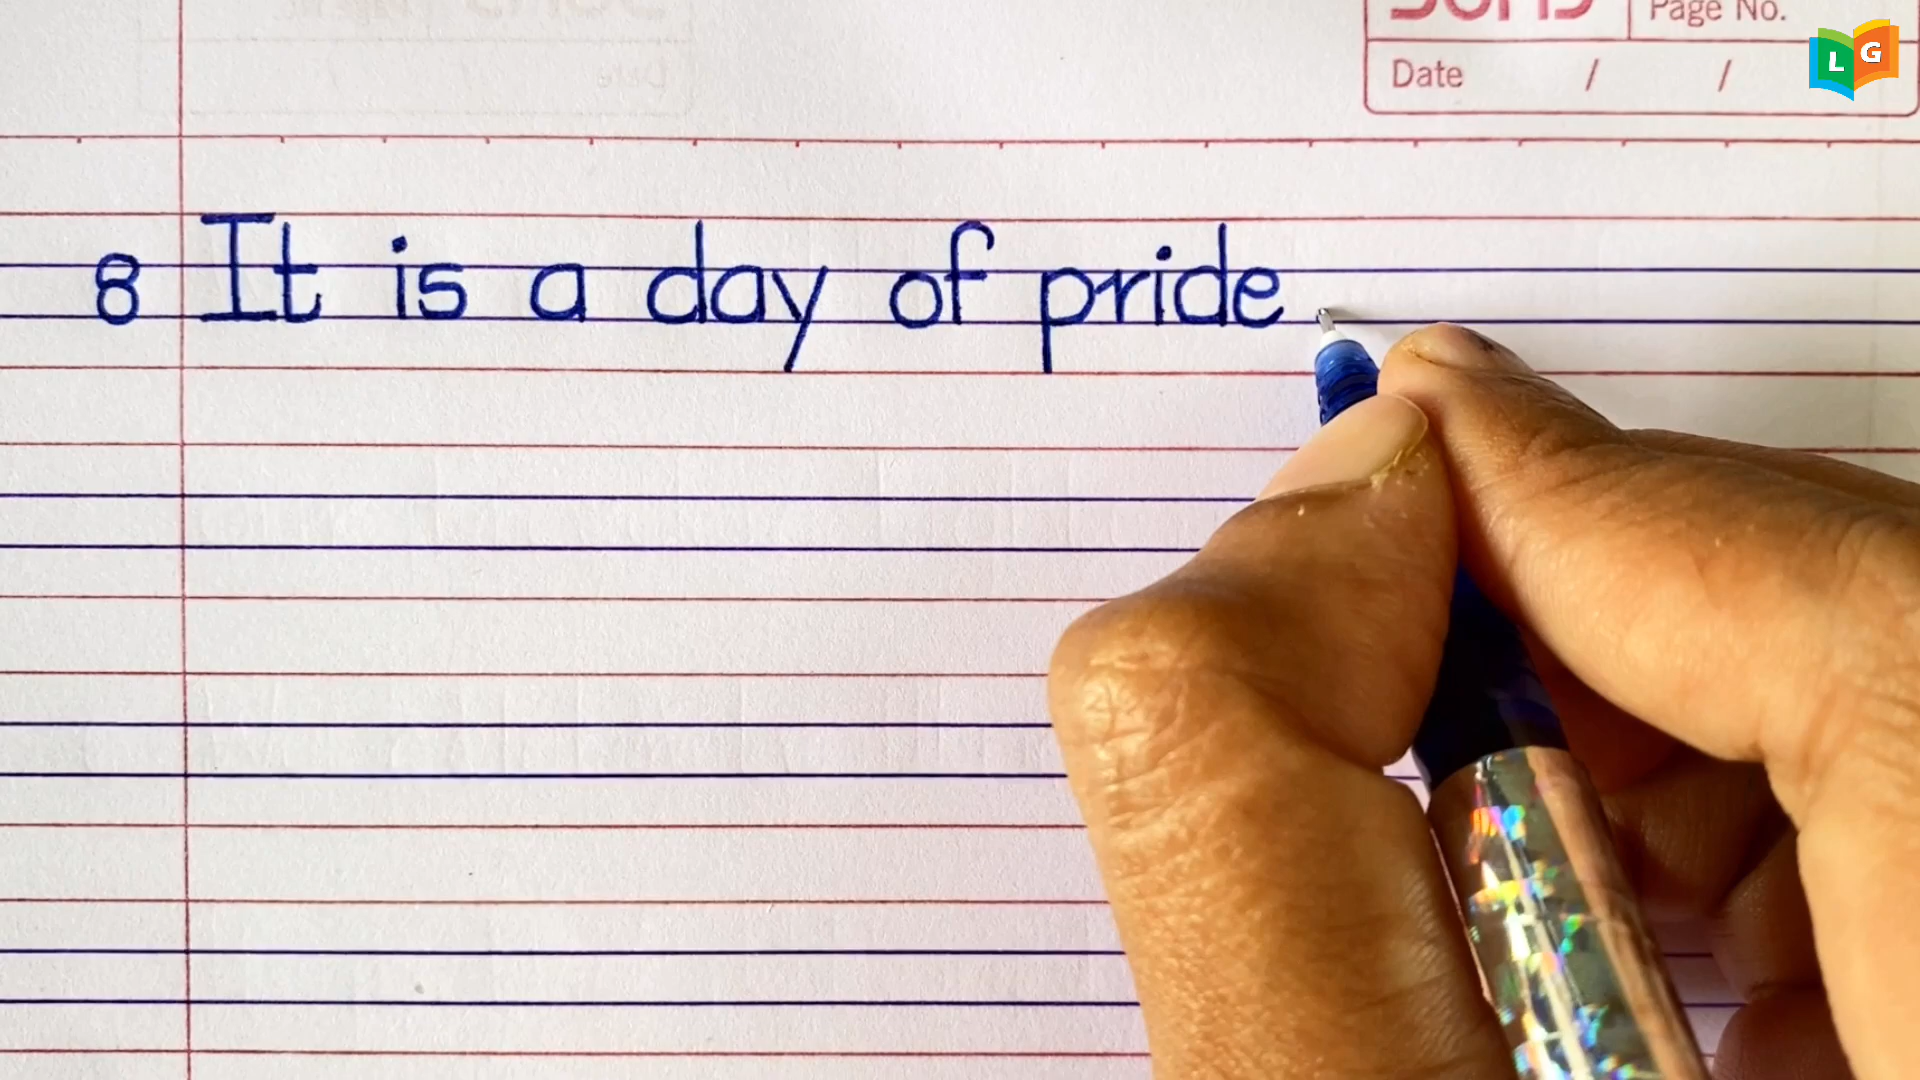 Page No.
Date / /
L G
8 It is a day of pride